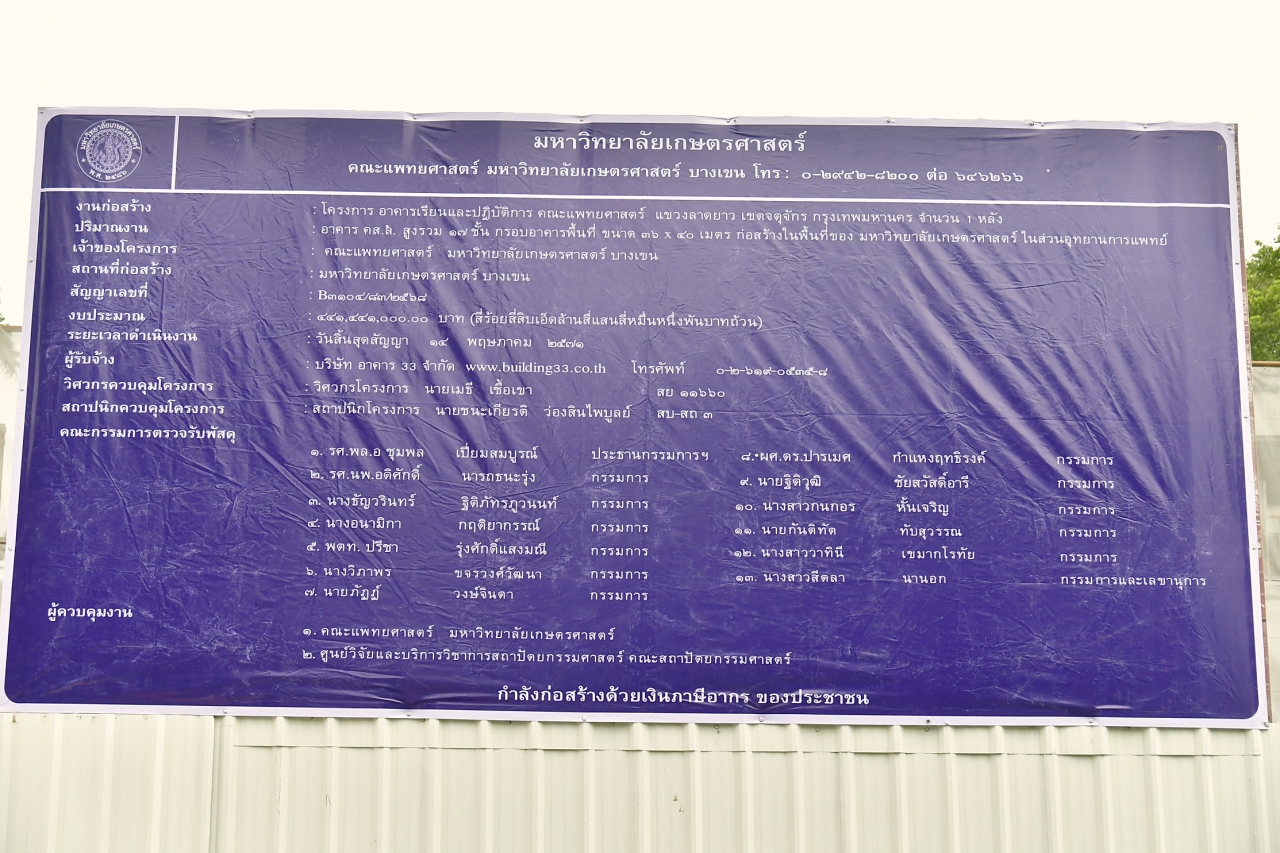 มหาวิทยาลัยเกษตรศาสตร์
พ.ศ. ๒๔๘๖
มหาวิทยาลัยเกษตรศาสตร์
คณะแพทยศาสตร์ มหาวิทยาลัยเกษตรศาสตร์ บางเขน โทร : ๐-๒๙๔๒-๘๒๐๐ ต่อ ๖๔๖๒๖๖
งานก่อสร้าง : โครงการ อาคารเรียนและปฏิบัติการ คณะแพทยศาสตร์ แขวงลาดยาว เขตจตุจักร กรุงเทพมหานคร จำนวน 1 หลัง
ปริมาณงาน : อาคาร คส.ล. สูงรวม ๑๗ ชั้น กรอบอาคารพื้นที่ ขนาด ๓๖ x ๔๐ เมตร ก่อสร้างในพื้นที่ของ มหาวิทยาลัยเกษตรศาสตร์ ในส่วนอุทยานการแพทย์
เจ้าของโครงการ : คณะแพทยศาสตร์ มหาวิทยาลัยเกษตรศาสตร์ บางเขน
สถานที่ก่อสร้าง : มหาวิทยาลัยเกษตรศาสตร์ บางเขน
สัญญาเลขที่ : B๓๑๐๔/๘๓/๒๕๖๘
งบประมาณ : ๔๔๑,๔๔๑,๐๐๐.๐๐ บาท (สี่ร้อยสี่สิบเอ็ดล้านสี่แสนสี่หมื่นหนึ่งพันบาทถ้วน)
ระยะเวลาดำเนินงาน : วันสิ้นสุดสัญญา ๑๔ พฤษภาคม ๒๕๗๑
ผู้รับจ้าง : บริษัท อาคาร 33 จำกัด www.building33.co.th โทรศัพท์ ๐-๒-๖๑๙-๐๕๓๕-๘
วิศวกรควบคุมโครงการ : วิศวกรโครงการ นายเมธี เชื้อเขา สย ๑๑๖๖๐
สถาปนิกควบคุมโครงการ : สถาปนิกโครงการ นายชนะเกียรติ ว่องสินไพบูลย์ สบ-สถ ๓
คณะกรรมการตรวจรับพัสดุ
๑. รศ.พล.อ ชุมพล เปี่ยมสมบูรณ์ ประธานกรรมการฯ ๘. ผศ.ดร.ปารเมศ กำแหงฤทธิรงค์ กรรมการ
๒. รศ.นพ.อติศักดิ์ นารถธนะรุ่ง กรรมการ ๙. นายฐิติวุฒิ ชัยสวัสดิ์อารี กรรมการ
๓. นางธัญวรินทร์ ฐิติภัทรภูวนนท์ กรรมการ ๑๐. นางสาวกนกอร หั้นเจริญ กรรมการ
๔. นางอนามิกา กฤติยากรรณ์ กรรมการ ๑๑. นายกันติทัต ทับสุวรรณ กรรมการ
๕. พตท. ปรีชา รุ่งศักดิ์แสงมณี กรรมการ ๑๒. นางสาววาทินี เขมากโรทัย กรรมการ
๖. นางวิภาพร ขจรวงศ์วัฒนา กรรมการ ๑๓. นางสาวสีตลา นานอก กรรมการและเลขานุการ
๗. นายภัฏฏ์ วงษ์จินดา กรรมการ
ผู้ควบคุมงาน
๑. คณะแพทยศาสตร์ มหาวิทยาลัยเกษตรศาสตร์
๒. ศูนย์วิจัยและบริการวิชาการสถาปัตยกรรมศาสตร์ คณะสถาปัตยกรรมศาสตร์
กำลังก่อสร้างด้วยเงินภาษีอากร ของประชาชน